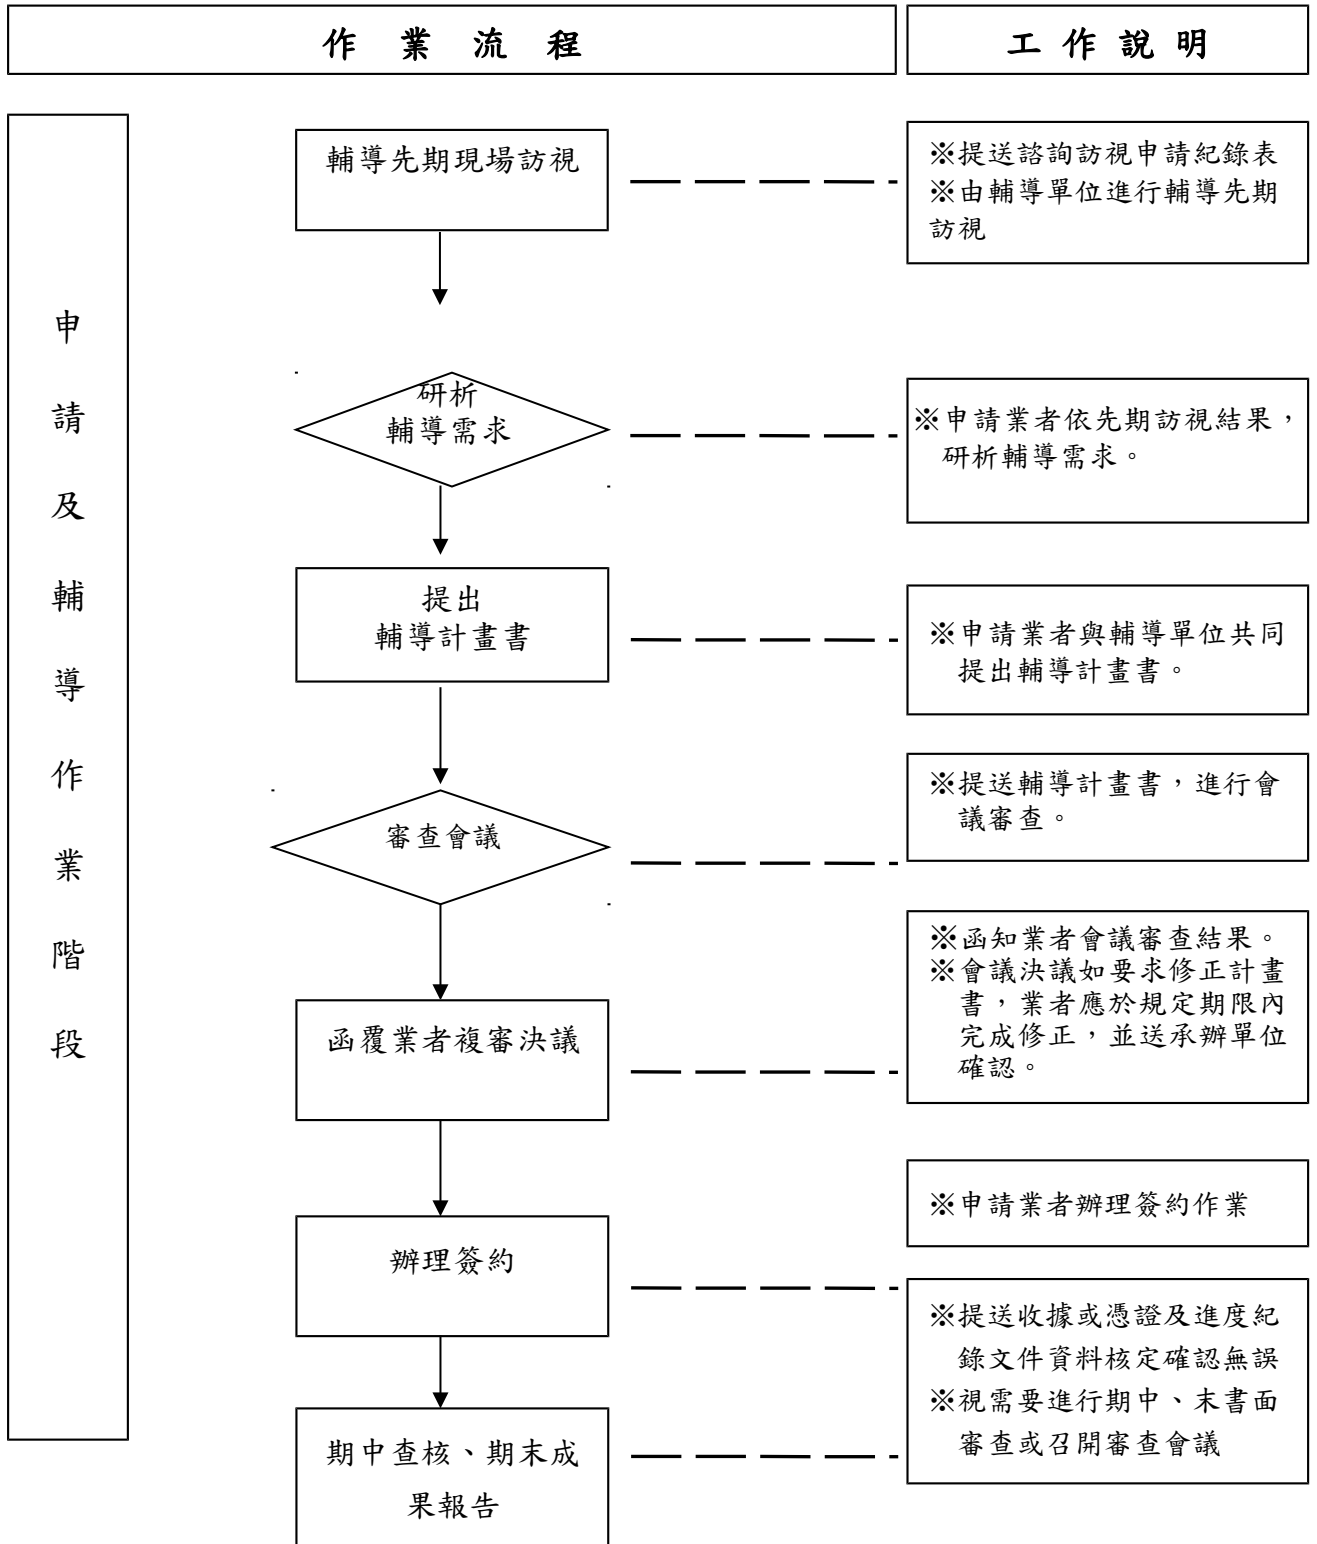 作業流程
工作說明
申請及輔導作業階段
輔導先期現場訪視
※提送諮詢訪視申請紀錄表
※由輔導單位進行輔導先期
訪視
研析
輔導需求
※申請業者依先期訪視結果，
研析輔導需求。
提出
輔導計畫書
※申請業者與輔導單位共同
提出輔導計畫書。
審查會議
※提送輔導計畫書，進行會
議審查。
函覆業者複審決議
※函知業者會議審查結果。
※會議決議如要求修正計畫
書，業者應於規定期限內
完成修正，並送承辦單位
確認。
辦理簽約
※申請業者辦理簽約作業
期中查核、期末成
果報告
※提送收據或憑證及進度紀
錄文件資料核定確認無誤
※視需要進行期中、末書面
審查或召開審查會議